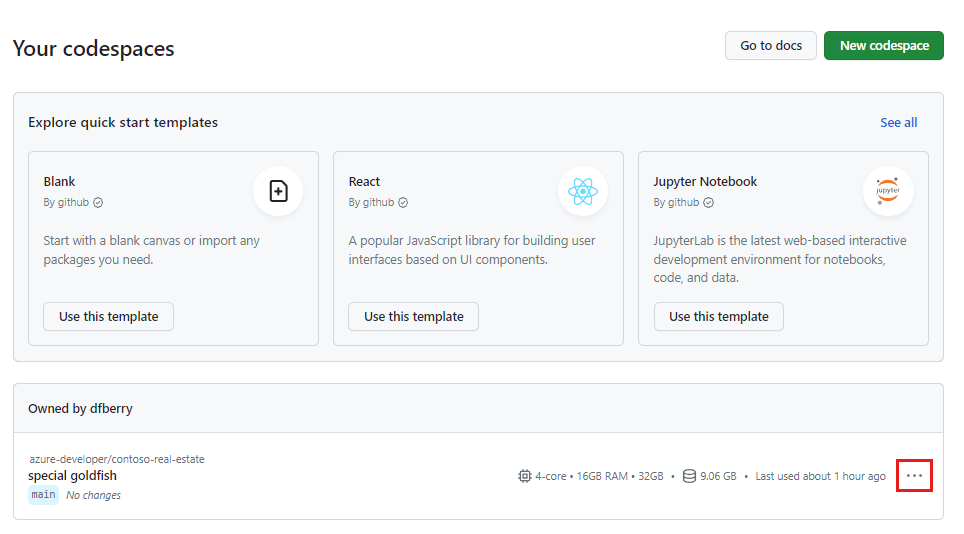 Your codespaces
Go to docs
New codespace
Explore quick start templates
See all
Blank
By github
Start with a blank canvas or import any
packages you need.
Use this template
React
By github
A popular JavaScript library for building user
interfaces based on UI components.
Use this template
Jupyter Notebook
By github
jupyter
JupyterLab is the latest web-based interactive
development environment for notebooks,
code, and data.
Use this template
Owned by dfberry
azure-developer/contoso-real-estate
special goldfish
4-core • 16GB RAM • 32GB • 9.06 GB • Last used about 1 hour ago
main No changes